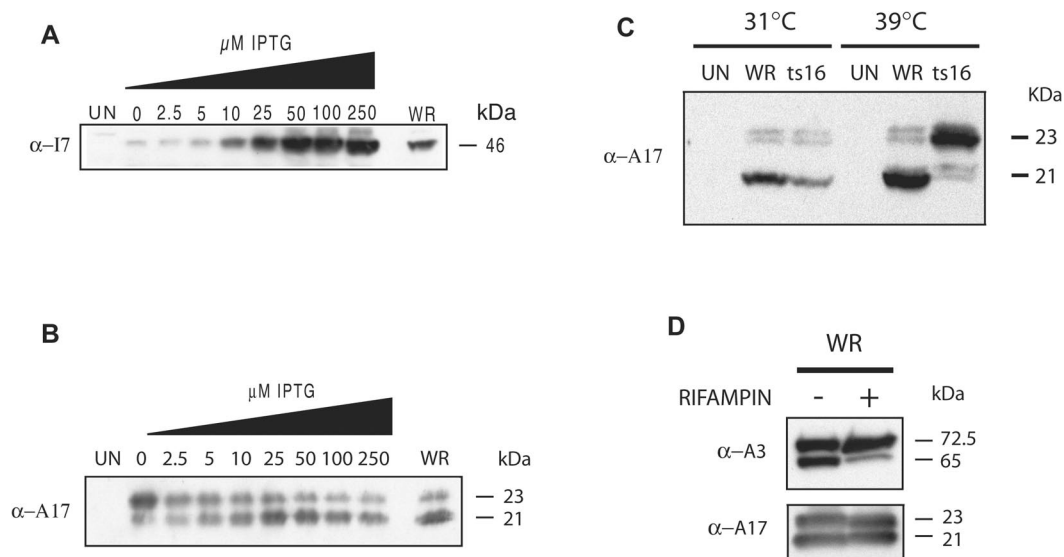 A
µM IPTG
UN 0 2.5 5 10 25 50 100 250 WR kDa
α–I7 — 46
B
µM IPTG
UN 0 2.5 5 10 25 50 100 250 WR kDa
α–A17 — 23
— 21
C
31°C 39°C
UN WR ts16 UN WR ts16 KDa
α–A17 — 23
— 21
D
WR
RIFAMPIN - + kDa
α–A3 — 72.5
— 65
α–A17 — 23
— 21